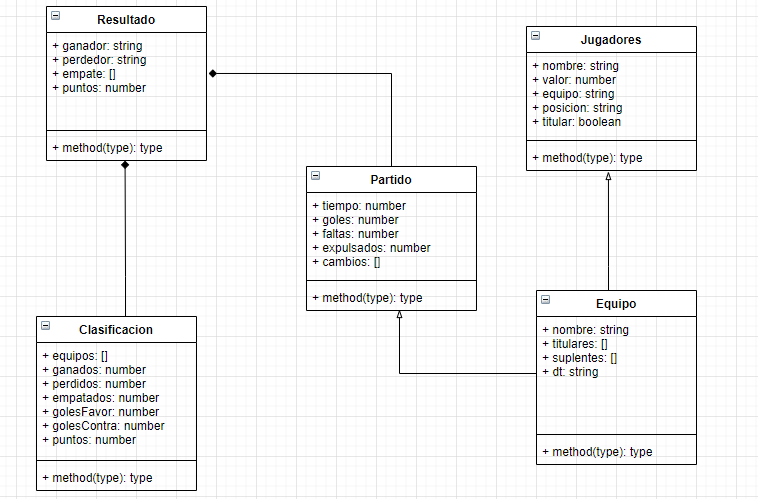 Resultado
+ ganador: string
+ perdedor: string
+ empate: []
+ puntos: number
+ method(type): type
Jugadores
+ nombre: string
+ valor: number
+ equipo: string
+ posicion: string
+ titular: boolean
+ method(type): type
Partido
+ tiempo: number
+ goles: number
+ faltas: number
+ expulsados: number
+ cambios: []
+ method(type): type
Clasificacion
+ equipos: []
+ ganados: number
+ perdidos: number
+ empatados: number
+ golesFavor: number
+ golesContra: number
+ puntos: number
+ method(type): type
Equipo
+ nombre: string
+ titulares: []
+ suplentes: []
+ dt: string
+ method(type): type